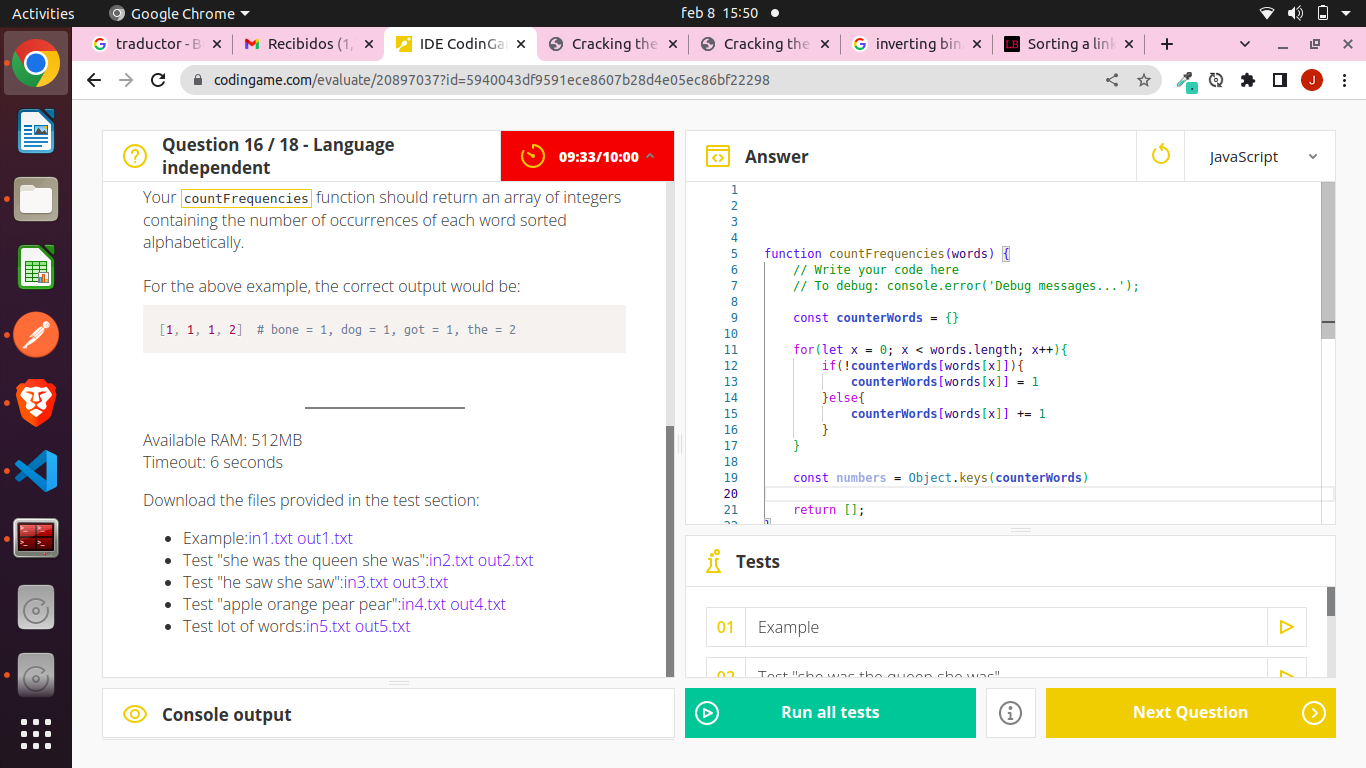 Activities
Google Chrome
feb 8 15:50
traductor - B
Recibidos (1,
IDE CodinGa
Cracking the
Cracking the
inverting bin
LB
Sorting a link
codingame.com/evaluate/20897037?id=5940043df9591ece8607b28d4e05ec86bf22298
J
Question 16 / 18 - Language
independent
09:33/10:00
Your countFrequencies function should return an array of integers
containing the number of occurrences of each word sorted
alphabetically.
For the above example, the correct output would be:
[1, 1, 1, 2] # bone = 1, dog = 1, got = 1, the = 2
Available RAM: 512MB
Timeout: 6 seconds
Download the files provided in the test section:
• Example:in1.txt out1.txt
• Test "she was the queen she was":in2.txt out2.txt
• Test "he saw she saw":in3.txt out3.txt
• Test "apple orange pear pear":in4.txt out4.txt
• Test lot of words:in5.txt out5.txt
Console output
Answer
JavaScript
1
2
3
4
5 function countFrequencies(words) {
6 // Write your code here
7 // To debug: console.error('Debug messages...');
8
9 const counterWords = {}
10
11 for(let x = 0; x < words.length; x++){
12 if(!counterWords[words[x]]){
13 counterWords[words[x]] = 1
14 }else{
15 counterWords[words[x]] += 1
16 }
17 }
18
19 const numbers = Object.keys(counterWords)
20
21 return [];
22 }
Tests
01 Example
02 Test "she was the queen she was"
Run all tests
Next Question